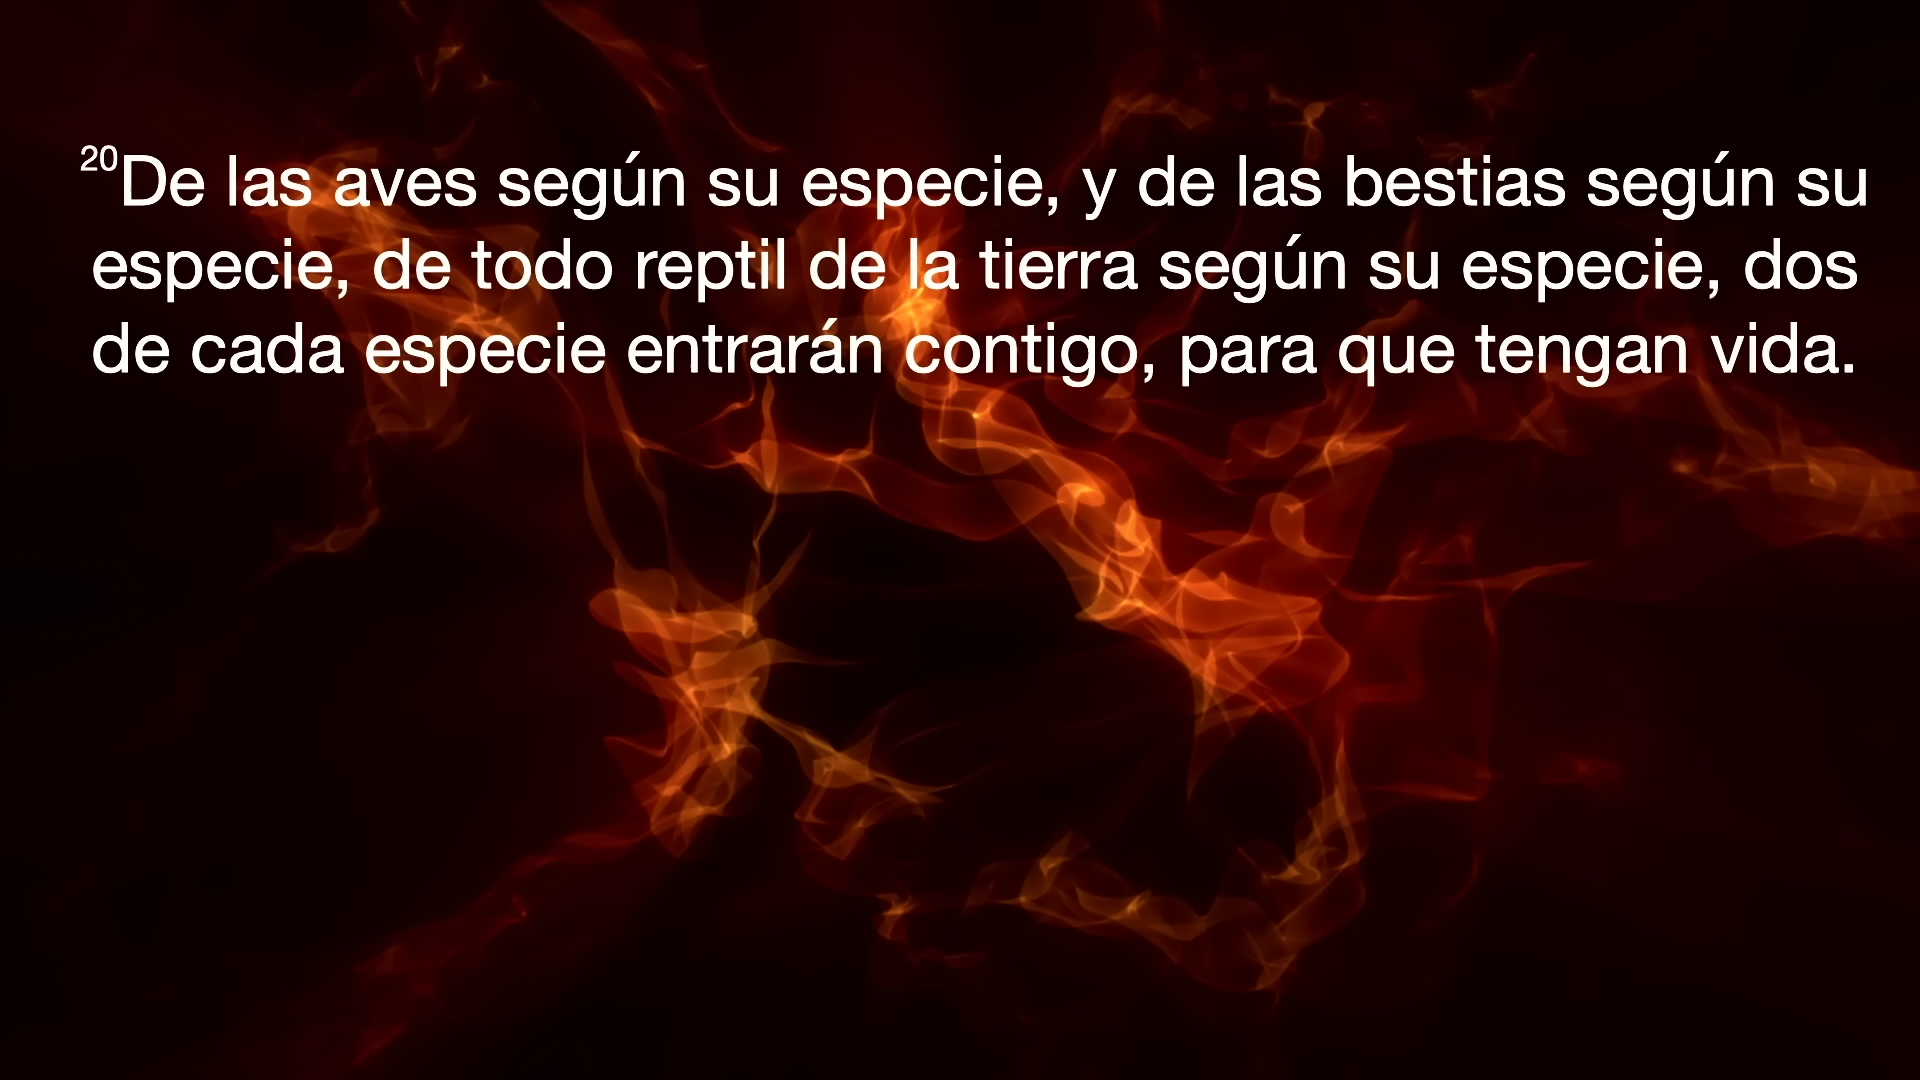 20De las aves según su especie, y de las bestias según su
especie, de todo reptil de la tierra según su especie, dos
de cada especie entrarán contigo, para que tengan vida.